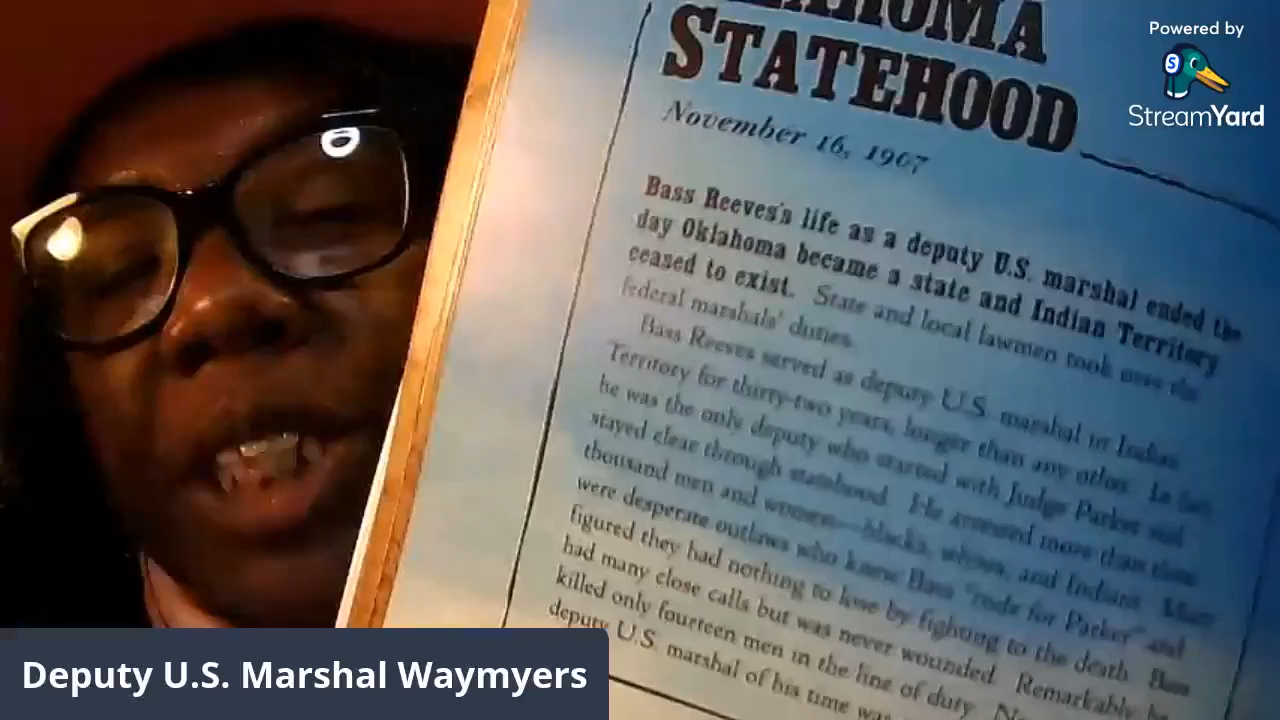 Powered by
StreamYard
OKLAHOMA
STATEHOOD
November 16, 1907
Bass Reeves's life as a deputy U.S. marshal ended the
day Oklahoma became a state and Indian Territory
ceased to exist. State and local lawmen took over the
federal marshals' duties.
Bass Reeves served as deputy U.S. marshal in Indian
Territory for thirty-two years, longer than any other. In fact
he was the only deputy who started with Judge Parker and
stayed clear through statehood. He arrested more than three
thousand men and women—blacks, whites, and Indians. Most
were desperate outlaws who knew Bass "rode for Parker" and
figured they had nothing to lose by fighting to the death. Bass
had many close calls but was never wounded. Remarkably, he
killed only fourteen men in the line of duty. No
deputy U.S. marshal of his time was
Deputy U.S. Marshal Waymyers